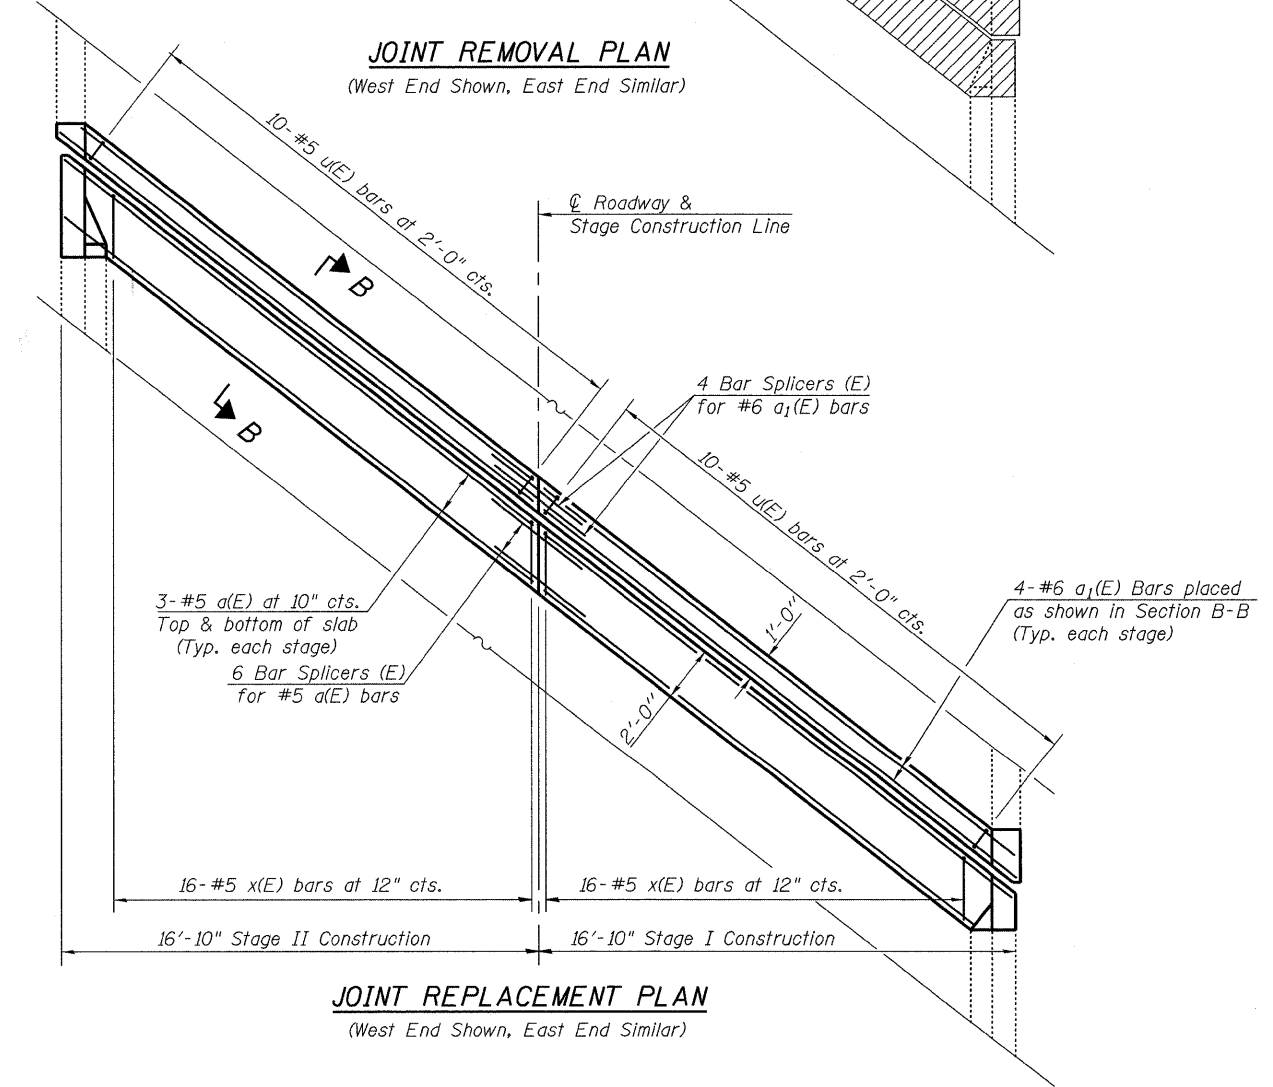 JOINT REMOVAL PLAN
(West End Shown, East End Similar)
10-#5 u(E) bars at 2'-0" cts.
℄ Roadway &
Stage Construction Line
B
B
4 Bar Splicers (E)
for #6 a₁(E) bars
10-#5 u(E) bars at 2'-0" cts.
3-#5 a(E) at 10" cts.
Top & bottom of slab
(Typ. each stage)
6 Bar Splicers (E)
for #5 a(E) bars
1'-0"
2'-0"
4-#6 a₁(E) Bars placed
as shown in Section B-B
(Typ. each stage)
16-#5 x(E) bars at 12" cts.
16-#5 x(E) bars at 12" cts.
16'-10" Stage II Construction
16'-10" Stage I Construction
JOINT REPLACEMENT PLAN
(West End Shown, East End Similar)